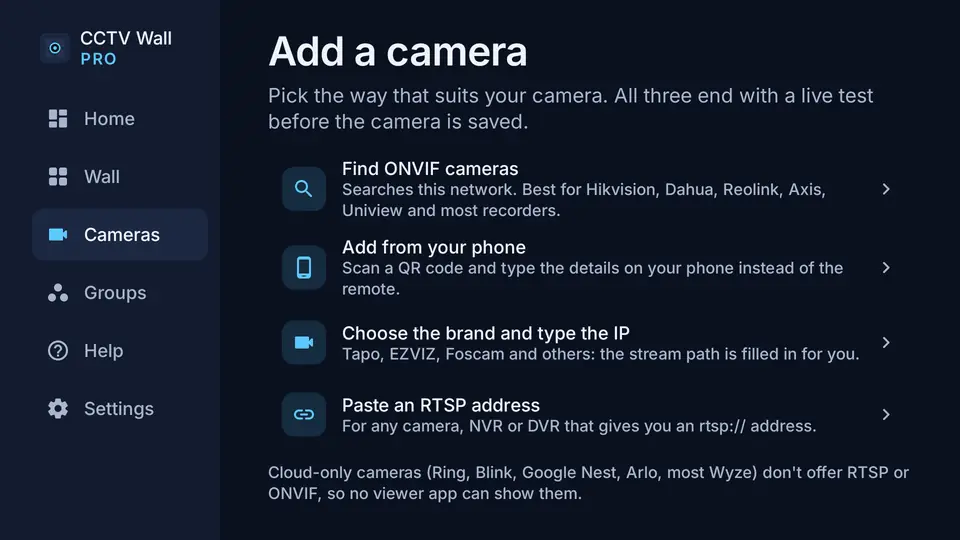 CCTV Wall
PRO
Home
Wall
Cameras
Groups
Help
Settings
Add a camera
Pick the way that suits your camera. All three end with a live test
before the camera is saved.
Find ONVIF cameras
Searches this network. Best for Hikvision, Dahua, Reolink, Axis,
Uniview and most recorders.
Add from your phone
Scan a QR code and type the details on your phone instead of the
remote.
Choose the brand and type the IP
Tapo, EZVIZ, Foscam and others: the stream path is filled in for you.
Paste an RTSP address
For any camera, NVR or DVR that gives you an rtsp:// address.
Cloud-only cameras (Ring, Blink, Google Nest, Arlo, most Wyze) don't offer RTSP or
ONVIF, so no viewer app can show them.